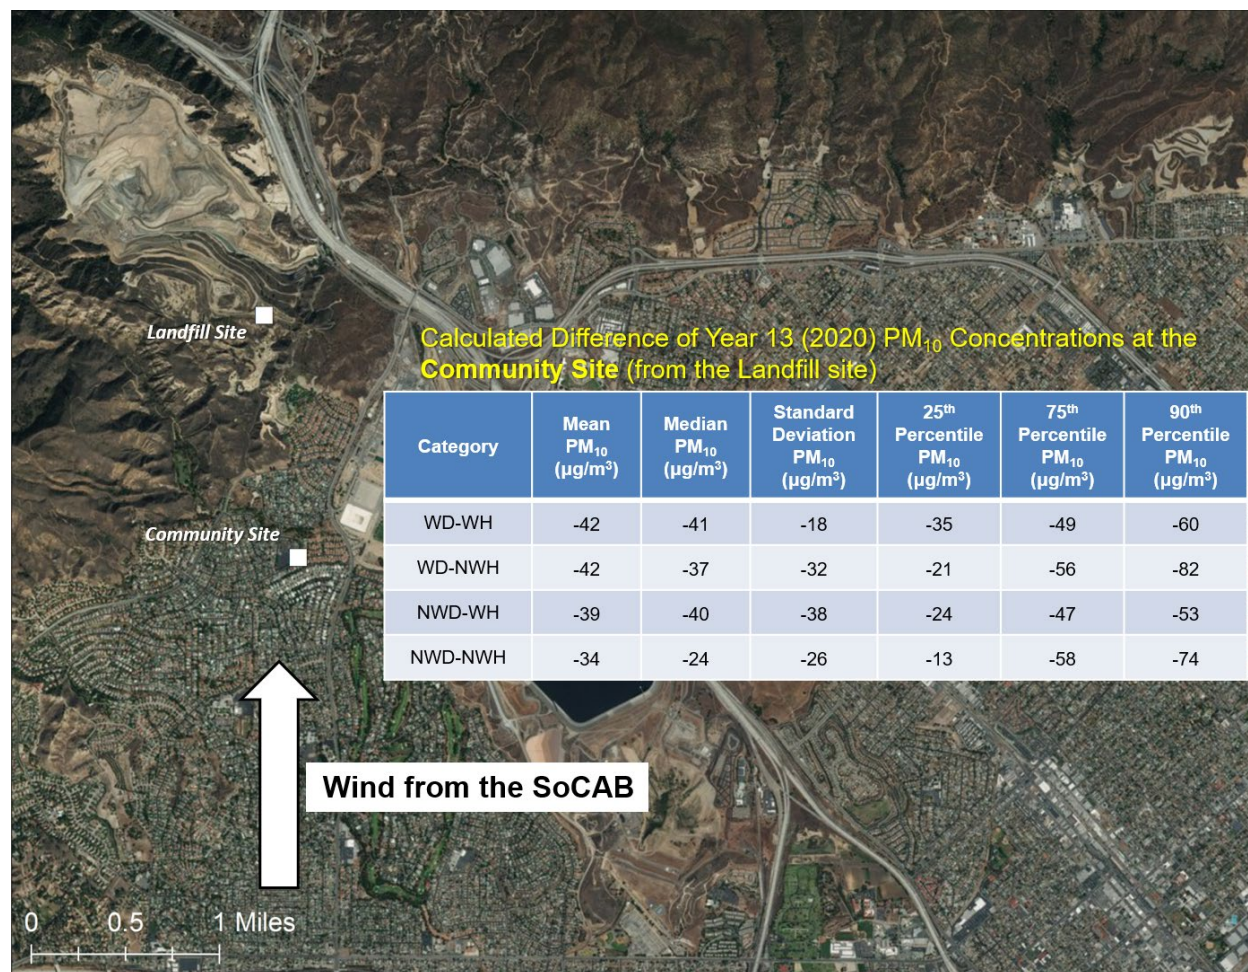 Landfill Site
Calculated Difference of Year 13 (2020) PM₁₀ Concentrations at the
Community Site (from the Landfill site)
Category
Mean
PM₁₀
(µg/m³)
Median
PM₁₀
(µg/m³)
Standard
Deviation
PM₁₀
(µg/m³)
25th
Percentile
PM₁₀
(µg/m³)
75th
Percentile
PM₁₀
(µg/m³)
90th
Percentile
PM₁₀
(µg/m³)
WD-WH -42 -41 -18 -35 -49 -60
WD-NWH -42 -37 -32 -21 -56 -82
NWD-WH -39 -40 -38 -24 -47 -53
NWD-NWH -34 -24 -26 -13 -58 -74
Community Site
Wind from the SoCAB
0 0.5 1 Miles